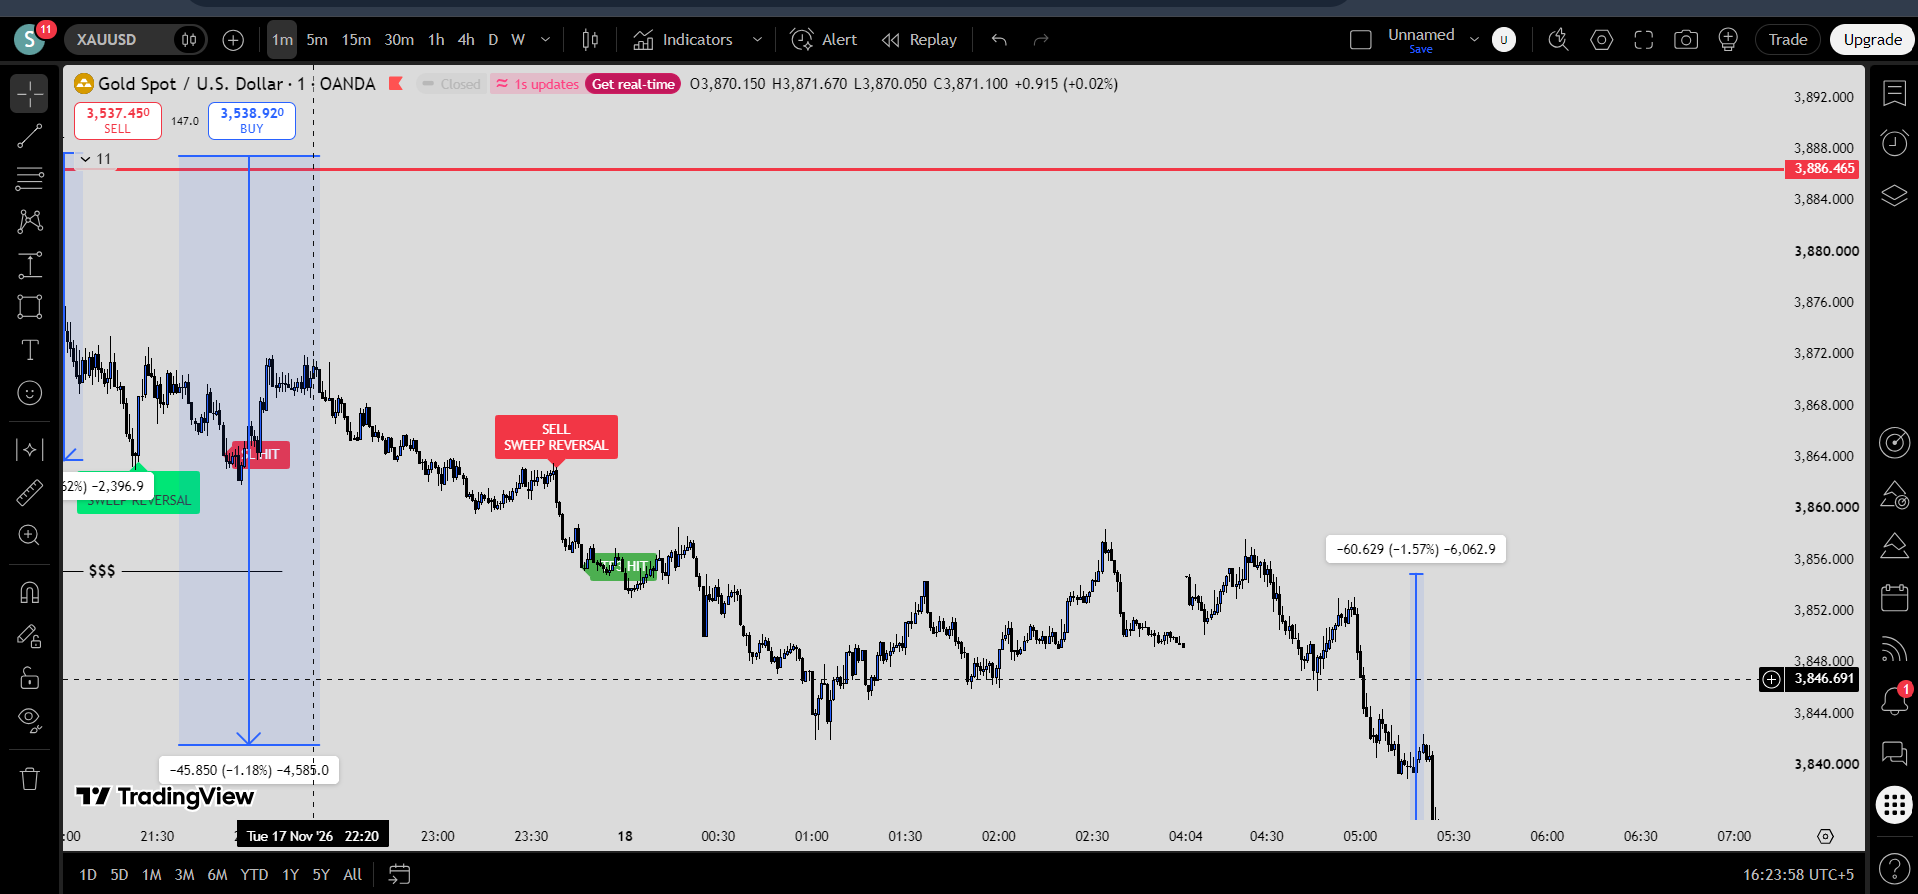 S 11 XAUUSD 1m 5m 15m 30m 1h 4h D W Indicators Alert Replay Unnamed Save U Trade Upgrade
Gold Spot / U.S. Dollar · 1 · OANDA Closed 1s updates Get real-time O3,870.150 H3,871.670 L3,870.050 C3,871.100 +0.915 (+0.02%)
3,537.450 SELL 147.0 3,538.920 BUY
11
3,892.000
3,888.000
3,886.465
3,884.000
3,880.000
3,876.000
3,872.000
3,868.000
3,864.000
3,860.000
3,856.000
3,852.000
3,848.000
3,846.691
3,844.000
3,840.000
SELL
SWEEP REVERSAL
HIT
62%) −2,396.9
SWEEP REVERSAL
HIT
−60.629 (−1.57%) −6,062.9
$$$
−45.850 (−1.18%) −4,585.0
TradingView
:00 21:30 Tue 17 Nov '26 22:20 23:00 23:30 18 00:30 01:00 01:30 02:00 02:30 04:04 04:30 05:00 05:30 06:00 06:30 07:00
1D 5D 1M 3M 6M YTD 1Y 5Y All 16:23:58 UTC+5
1